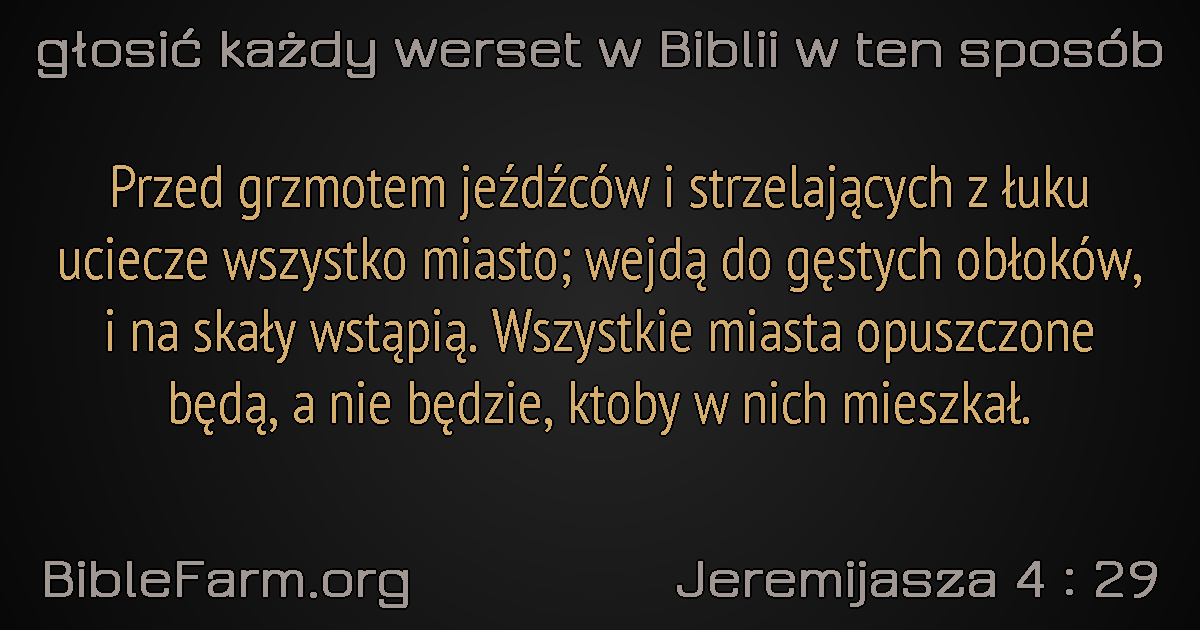 głosić każdy werset w Biblii w ten sposób
Przed grzmotem jeźdźców i strzelających z łuku
uciecze wszystko miasto; wejdą do gęstych obłoków,
i na skały wstąpią. Wszystkie miasta opuszczone
będą, a nie będzie, ktoby w nich mieszkał.
BibleFarm.org
Jeremijasza 4 : 29